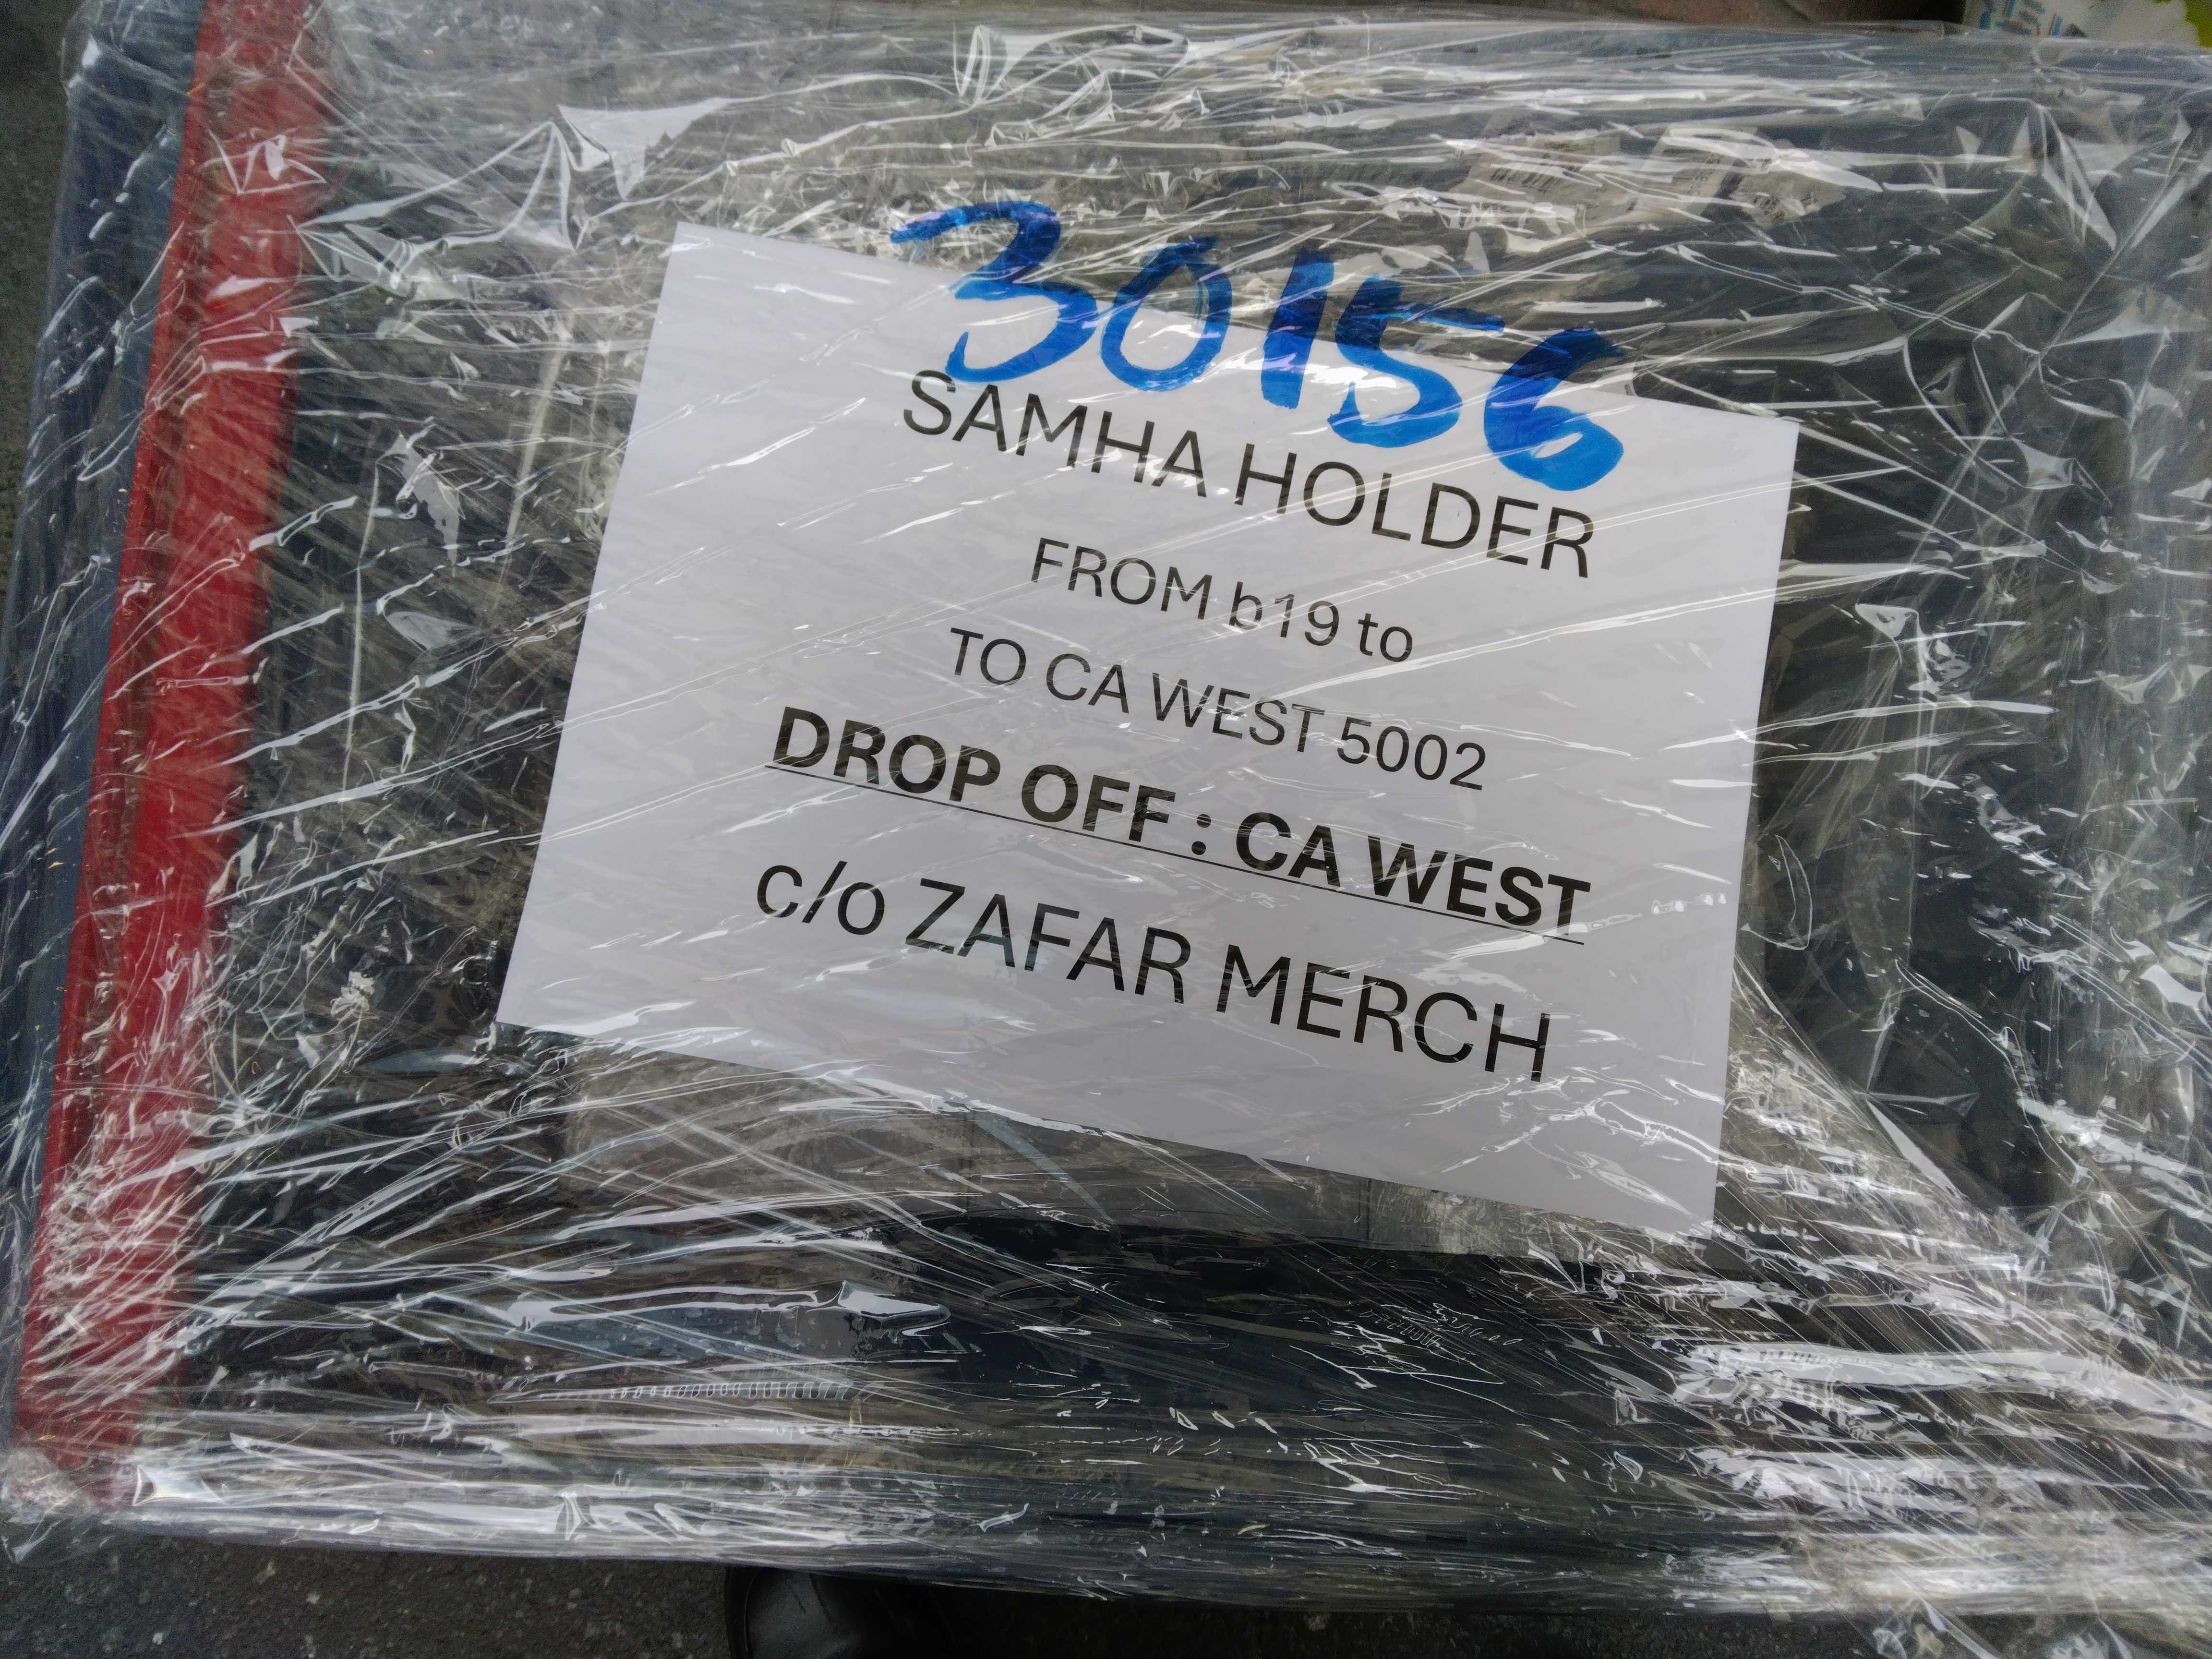 30156
SAMHA HOLDER
FROM b19 to
TO CA WEST 5002
DROP OFF : CA WEST
c/o ZAFAR MERCH